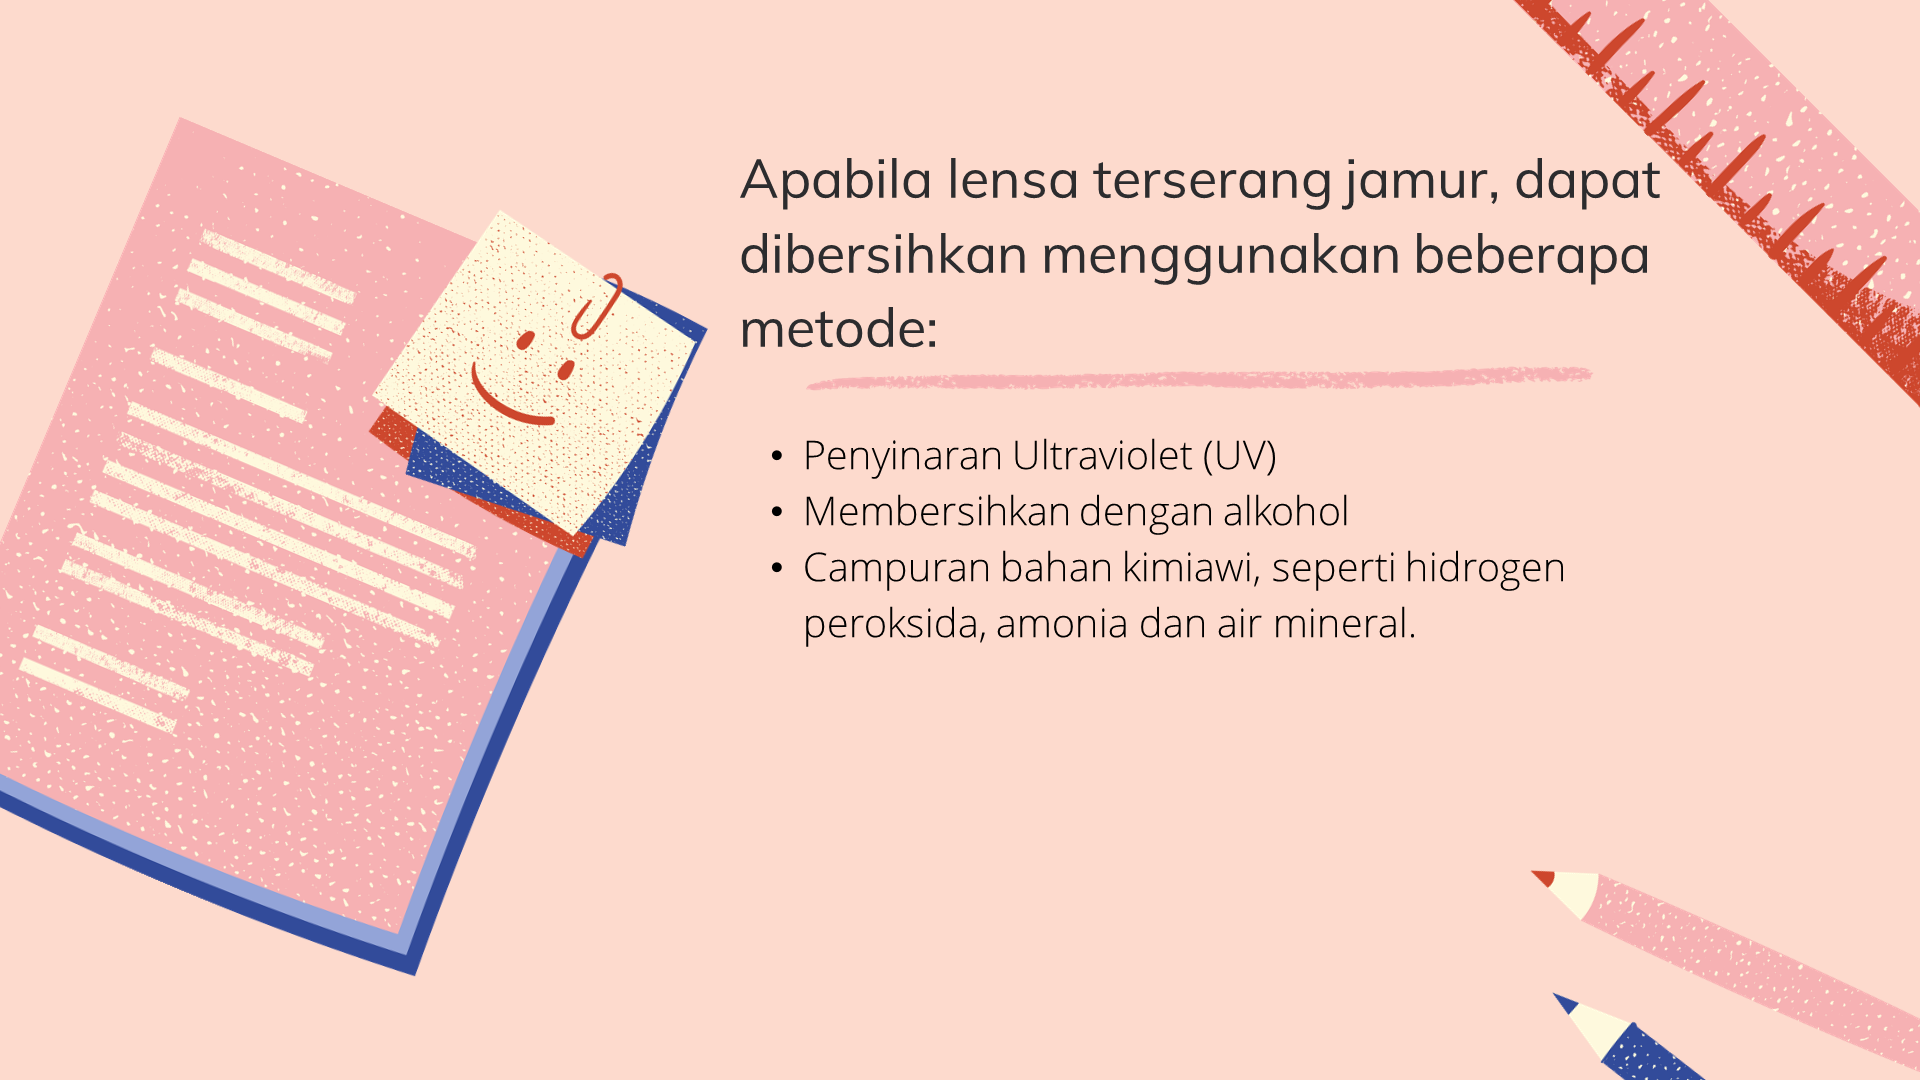 Apabila lensa terserang jamur, dapat
dibersihkan menggunakan beberapa
metode:
• Penyinaran Ultraviolet (UV)
• Membersihkan dengan alkohol
• Campuran bahan kimiawi, seperti hidrogen
peroksida, amonia dan air mineral.